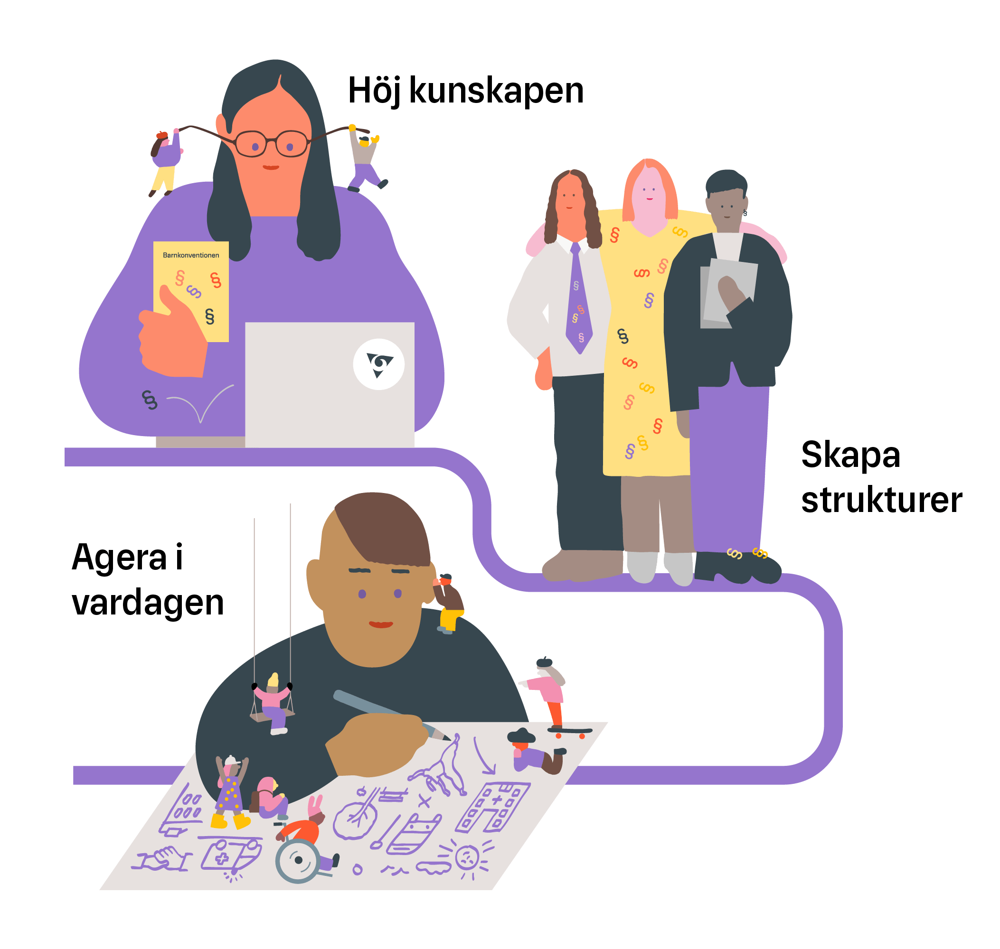 Höj kunskapen
Barnkonventionen
Skapa
strukturer
Agera i
vardagen